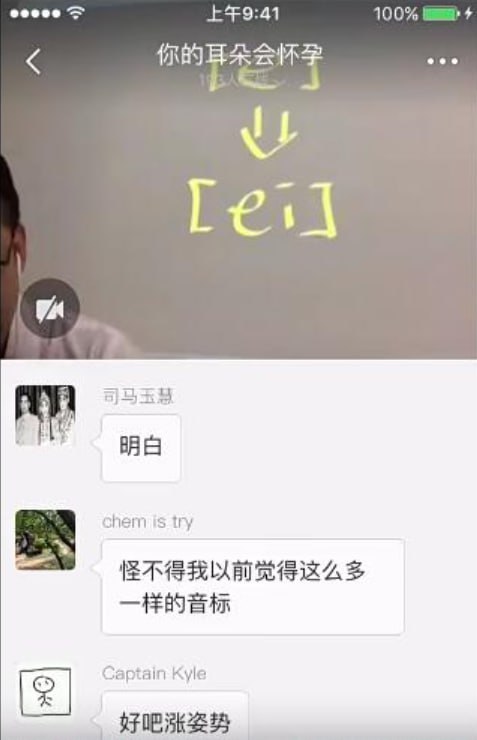 上午9:41
100%
你的耳朵会怀孕
[ei]
司马玉慧
明白
chem is try
怪不得我以前觉得这么多
一样的音标
Captain Kyle
好吧涨姿势